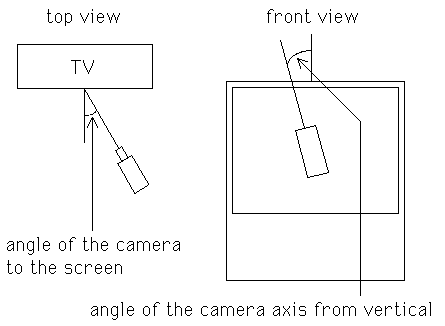 top view
front view
TV
angle of the camera
to the screen
angle of the camera axis from vertical